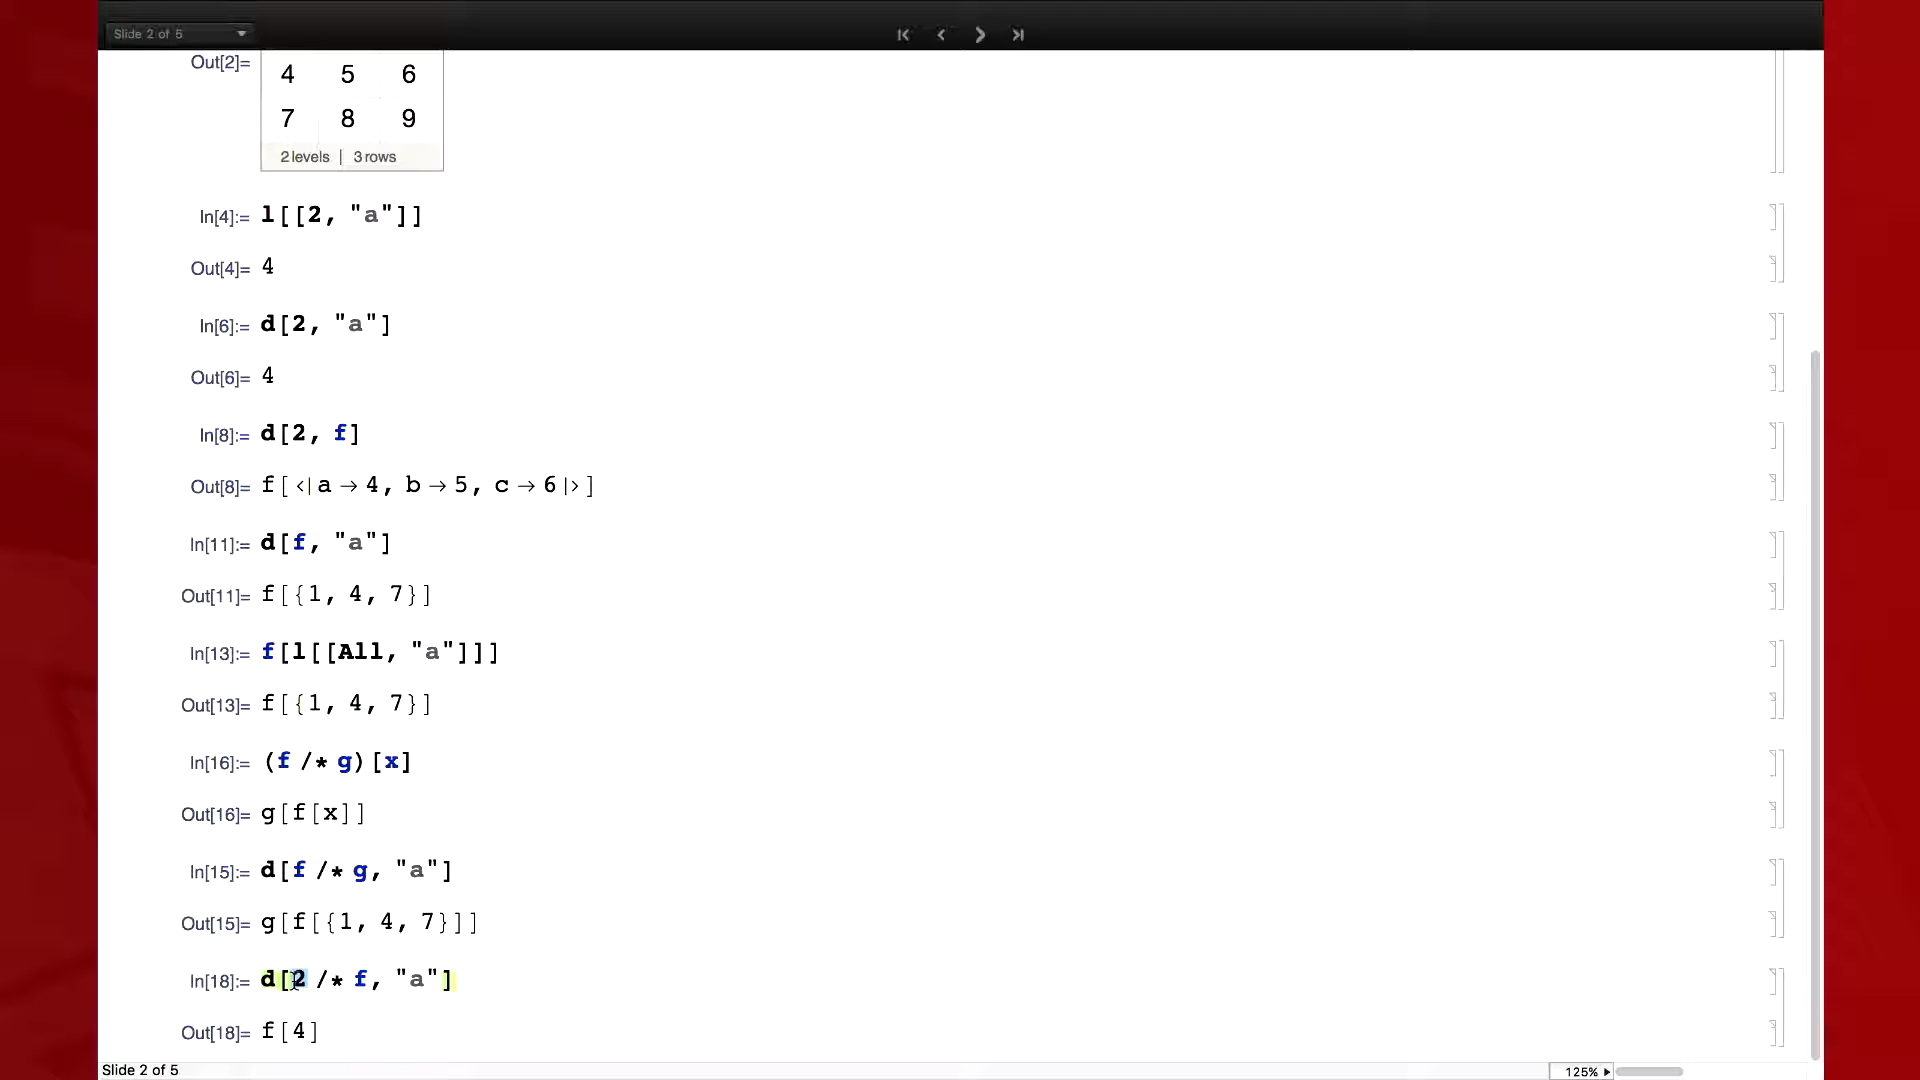 Slide 2 of 5
Out[2]=
4 5 6
7 8 9
2 levels | 3 rows
In[4]:= l[[2, "a"]]
Out[4]= 4
In[6]:= d[2, "a"]
Out[6]= 4
In[8]:= d[2, f]
Out[8]= f[<|a → 4, b → 5, c → 6|>]
In[11]:= d[f, "a"]
Out[11]= f[{1, 4, 7}]
In[13]:= f[l[[All, "a"]]]
Out[13]= f[{1, 4, 7}]
In[16]:= (f /* g)[x]
Out[16]= g[f[x]]
In[15]:= d[f /* g, "a"]
Out[15]= g[f[{1, 4, 7}]]
In[18]:= d[2 /* f, "a"]
Out[18]= f[4]
Slide 2 of 5
125%